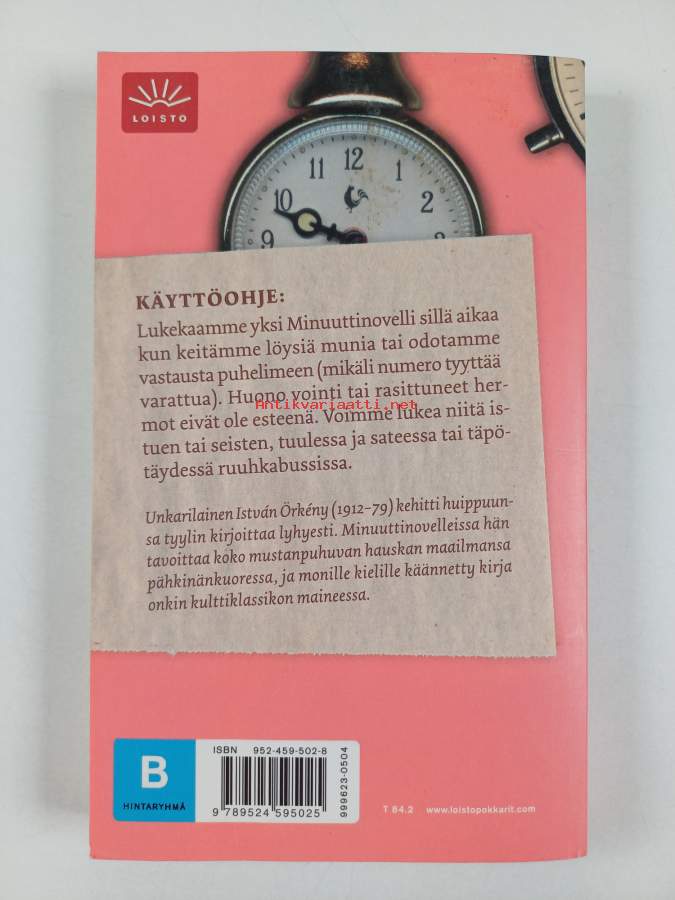 LOISTO
11 12 1
10 2
9
KÄYTTÖOHJE:
Lukekaamme yksi Minuuttinovelli sillä aikaa
kun keitämme löysiä munia tai odotamme
vastausta puhelimeen (mikäli numero tyyttää
varattua). Huono vointi tai rasittuneet her-
Antikvariaatti.net
mot eivät ole esteenä. Voimme lukea niitä is-
tuen tai seisten, tuulessa ja sateessa tai täpö-
täydessä ruuhkabussissa.
Unkarilainen István Örkény (1912–79) kehitti huippuun-
sa tyylin kirjoittaa lyhyesti. Minuuttinovelleissa hän
tavoittaa koko mustanpuhuvan hauskan maailmansa
pähkinänkuoressa, ja monille kielille käännetty kirja
onkin kulttiklassikon maineessa.
B
HINTARYHMÄ
ISBN 952-459-502-8
9 789524 595025
999623-0504
T 84.2 www.loistopokkarit.com